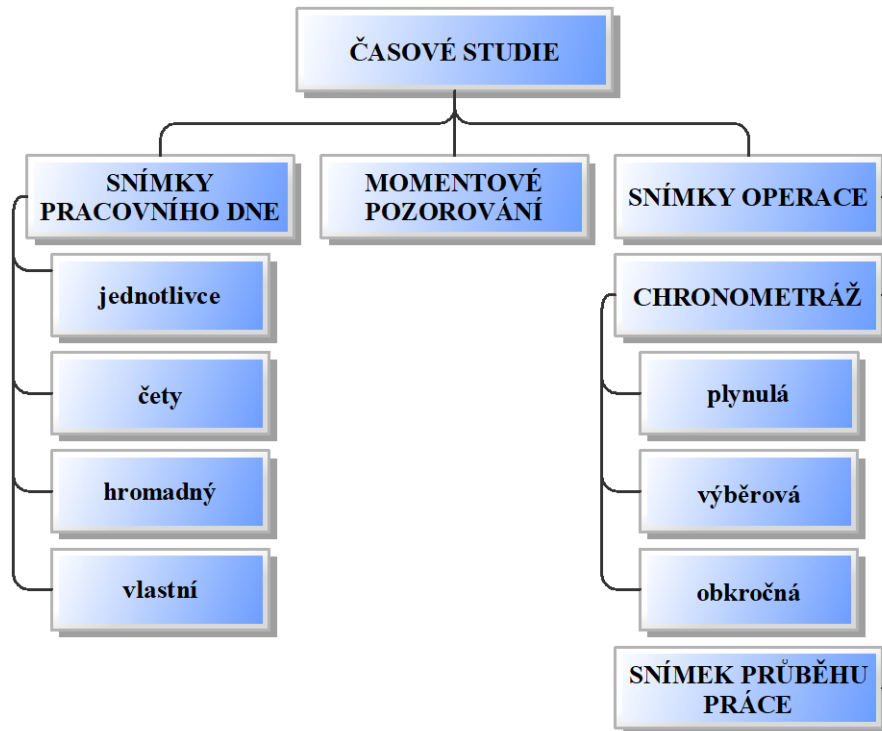 ČASOVÉ STUDIE
SNÍMKY
PRACOVNÍHO DNE
MOMENTOVÉ
POZOROVÁNÍ
SNÍMKY OPERACE
jednotlivce
čety
hromadný
vlastní
CHRONOMETRÁŽ
plynulá
výběrová
obkročná
SNÍMEK PRŮBĚHU
PRÁCE